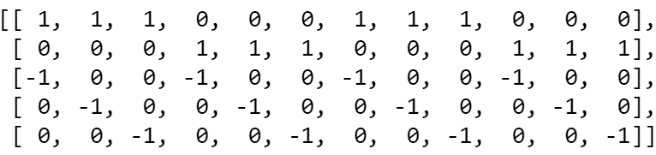 [[ 1,  1,  1,  0,  0,  0,  1,  1,  1,  0,  0,  0],
 [ 0,  0,  0,  1,  1,  1,  0,  0,  0,  1,  1,  1],
 [-1,  0,  0, -1,  0,  0, -1,  0,  0, -1,  0,  0],
 [ 0, -1,  0,  0, -1,  0,  0, -1,  0,  0, -1,  0],
 [ 0,  0, -1,  0,  0, -1,  0,  0, -1,  0,  0, -1]]